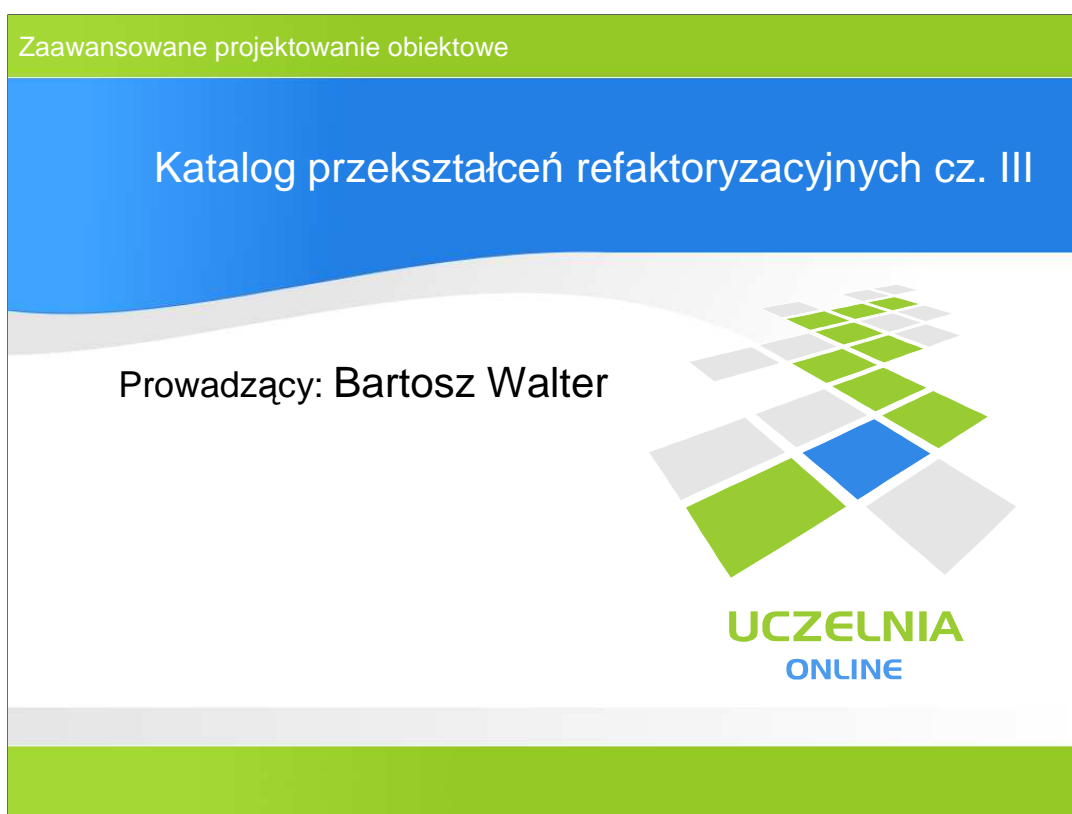 Zaawansowane projektowanie obiektowe
Katalog przekształceń refaktoryzacyjnych cz. III
Prowadzący: Bartosz Walter
UCZELNIA
ONLINE